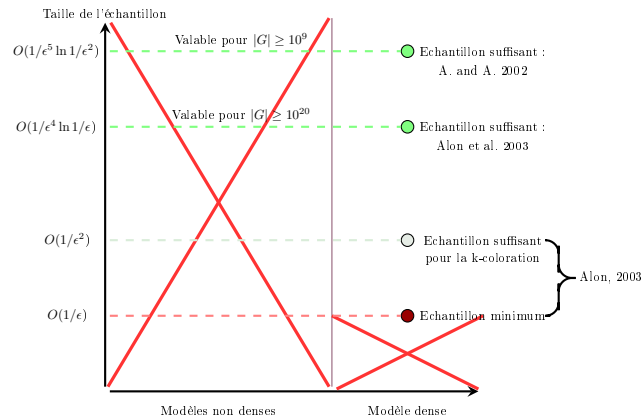 Taille de l'échantillon
O(1/ϵ⁵ ln 1/ϵ²)
Valable pour |G| ≥ 10⁹
Echantillon suffisant :
A. and A. 2002
O(1/ϵ⁴ ln 1/ϵ)
Valable pour |G| ≥ 10²⁰
Echantillon suffisant :
Alon et al. 2003
O(1/ϵ²)
Echantillon suffisant
pour la k-coloration
Alon, 2003
O(1/ϵ)
Echantillon minimum
Modèles non denses
Modèle dense